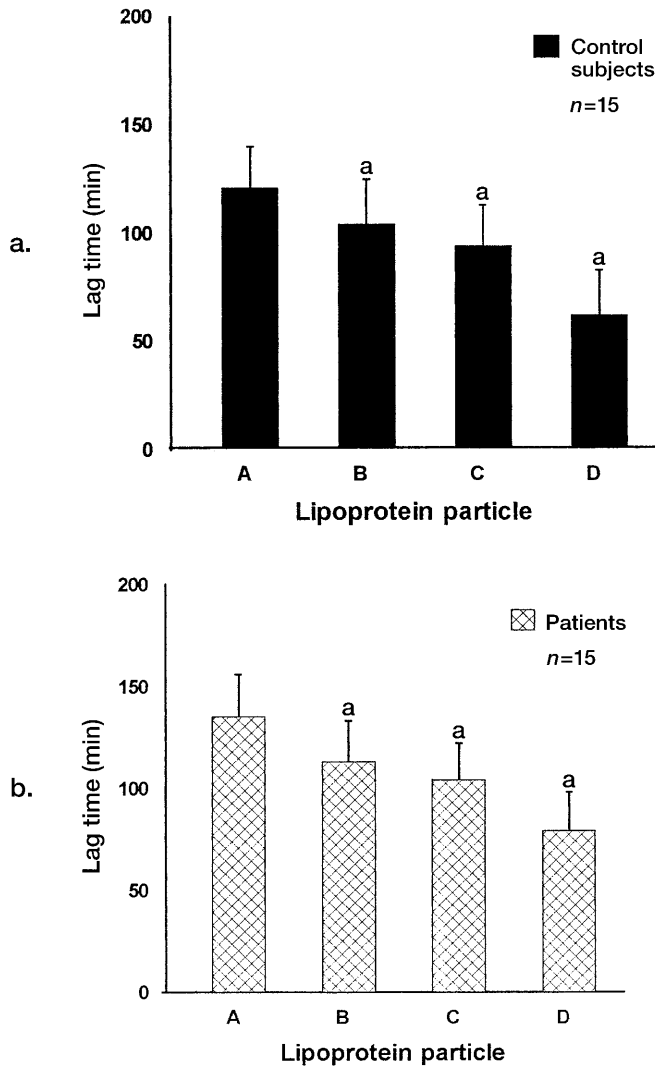 a.
Lag time (min)
200
150
100
50
0
Control
subjects
n=15
a
a
a
A B C D
Lipoprotein particle
b.
Lag time (min)
200
150
100
50
0
Patients
n=15
a
a
a
A B C D
Lipoprotein particle